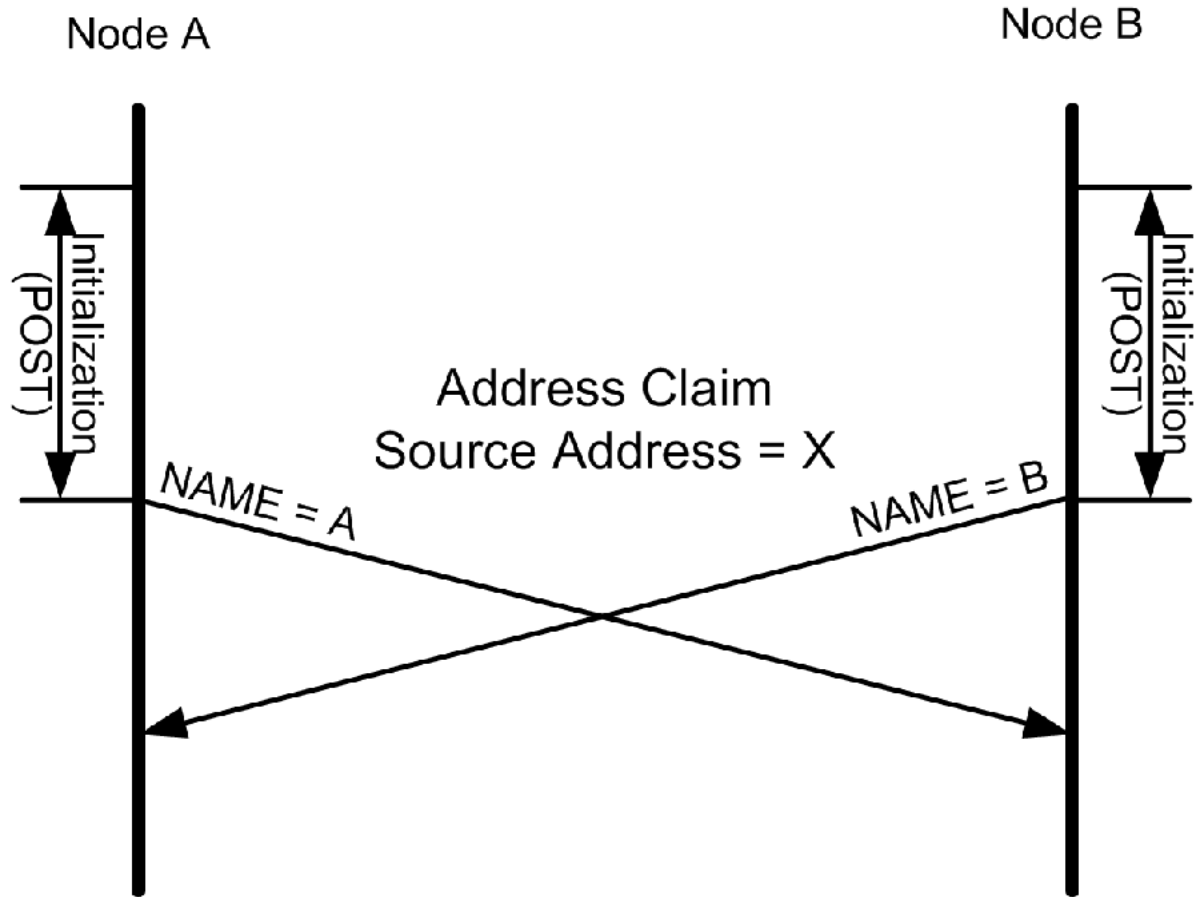 Node A
Node B
Initialization
(POST)
Initialization
(POST)
Address Claim
Source Address = X
NAME = A
NAME = B